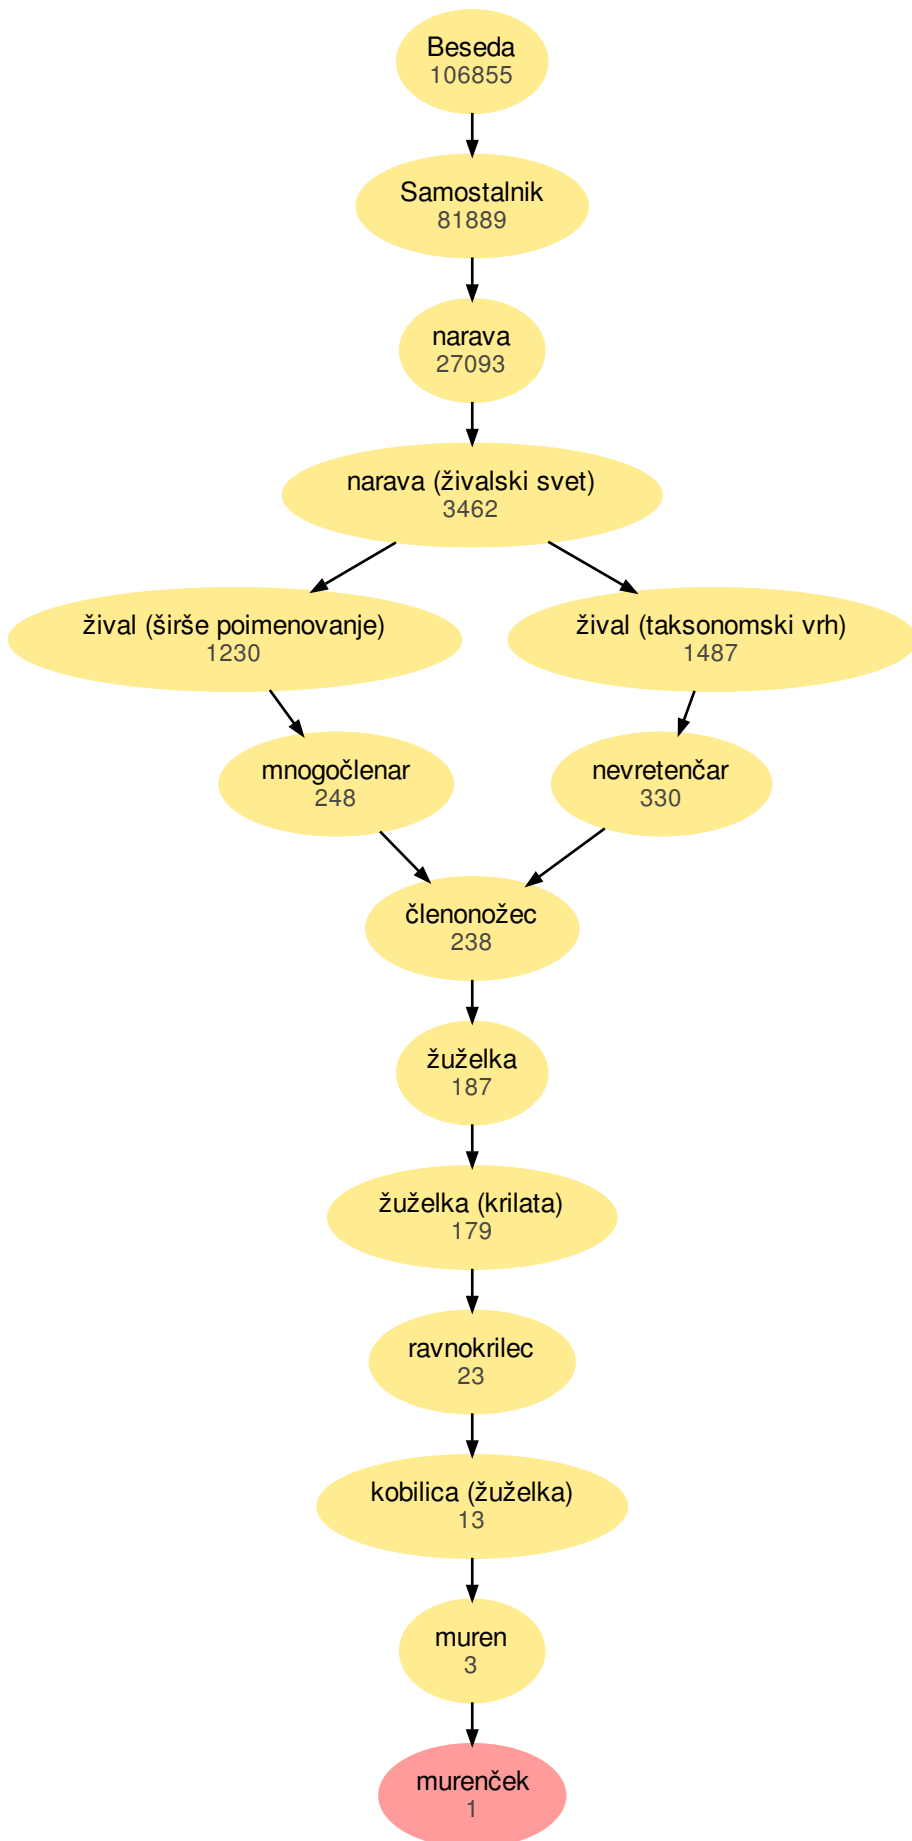 Beseda
106855
Samostalnik
81889
narava
27093
narava (živalski svet)
3462
žival (širše poimenovanje)
1230
žival (taksonomski vrh)
1487
mnogočlenar
248
nevretenčar
330
členonožec
238
žuželka
187
žuželka (krilata)
179
ravnokrilec
23
kobilica (žuželka)
13
muren
3
murenček
1